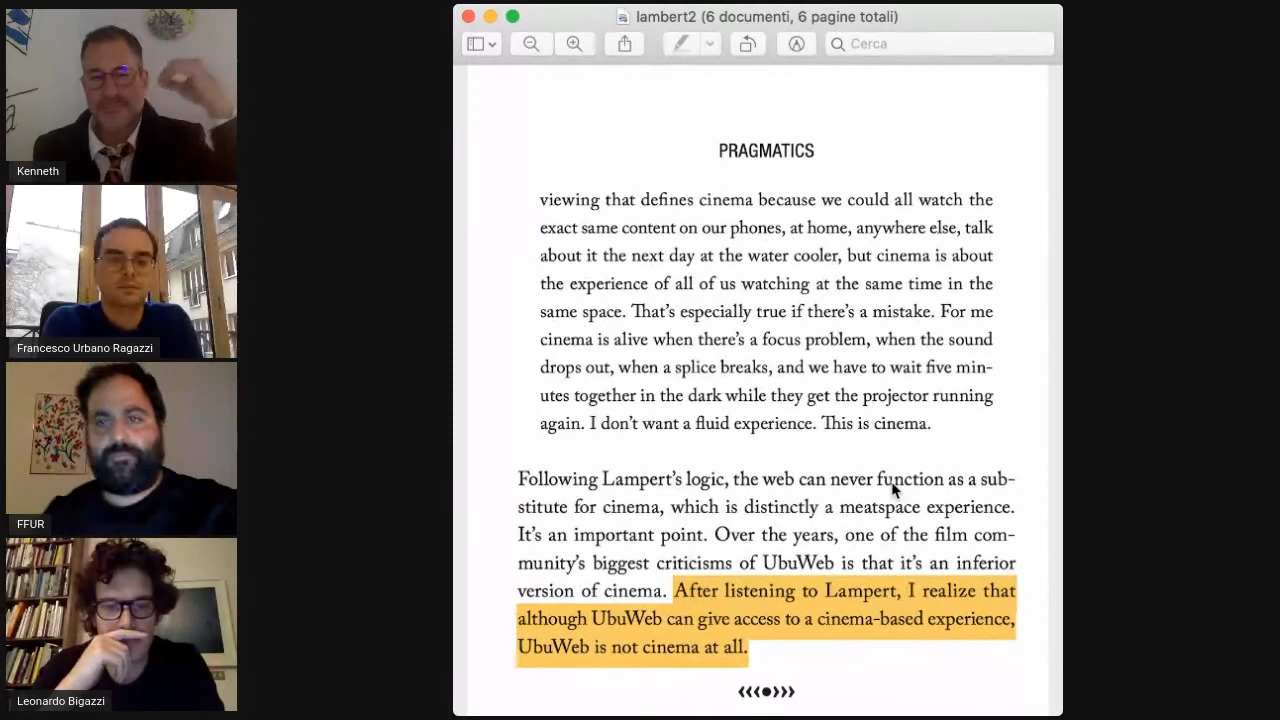 Kenneth
Francesco Urbano Ragazzi
FFUR
Leonardo Bigazzi
lambert2 (6 documenti, 6 pagine totali)
Cerca
PRAGMATICS
viewing that defines cinema because we could all watch the
exact same content on our phones, at home, anywhere else, talk
about it the next day at the water cooler, but cinema is about
the experience of all of us watching at the same time in the
same space. That's especially true if there's a mistake. For me
cinema is alive when there's a focus problem, when the sound
drops out, when a splice breaks, and we have to wait five min-
utes together in the dark while they get the projector running
again. I don't want a fluid experience. This is cinema.
Following Lampert's logic, the web can never function as a sub-
stitute for cinema, which is distinctly a meatspace experience.
It's an important point. Over the years, one of the film com-
munity's biggest criticisms of UbuWeb is that it's an inferior
version of cinema. After listening to Lampert, I realize that
although UbuWeb can give access to a cinema-based experience,
UbuWeb is not cinema at all.